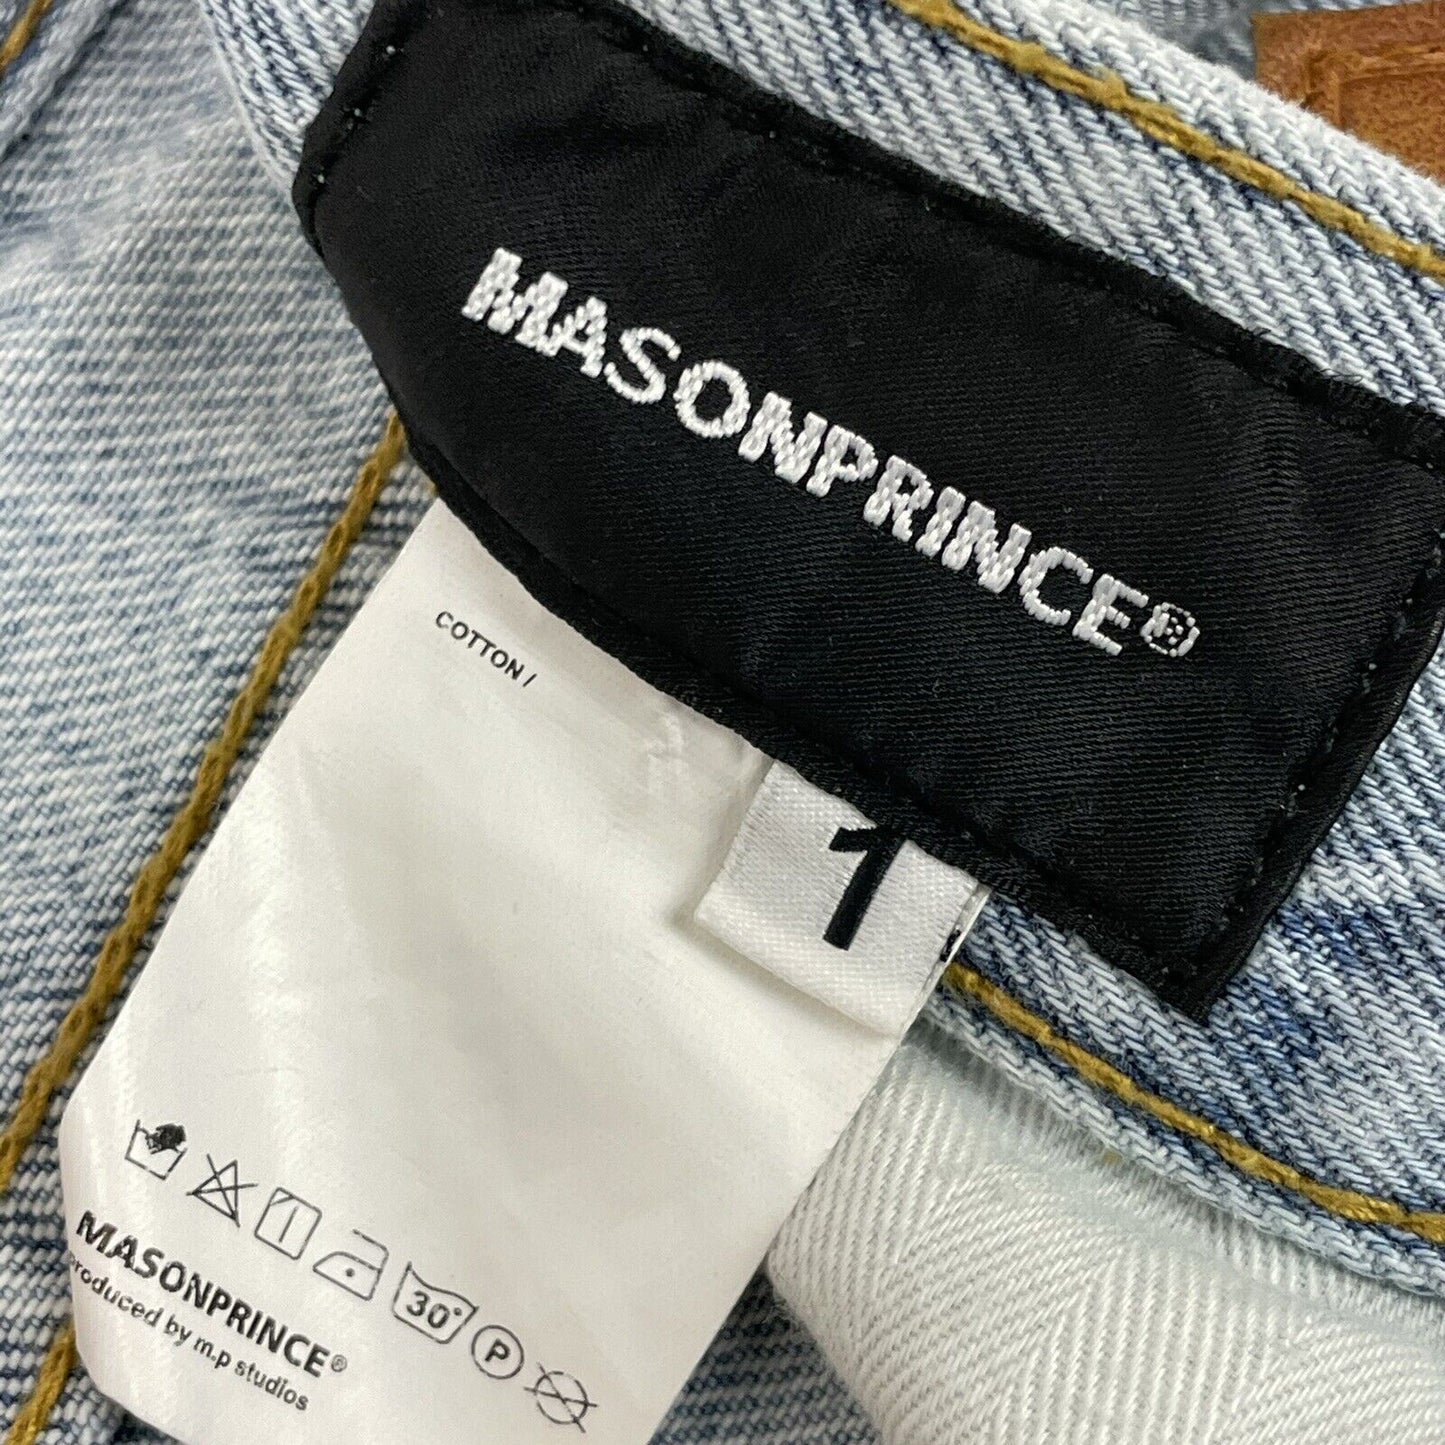 MASONPRINCE®
COTTON /
1
30°
P
MASONPRINCE®
produced by m.p studios